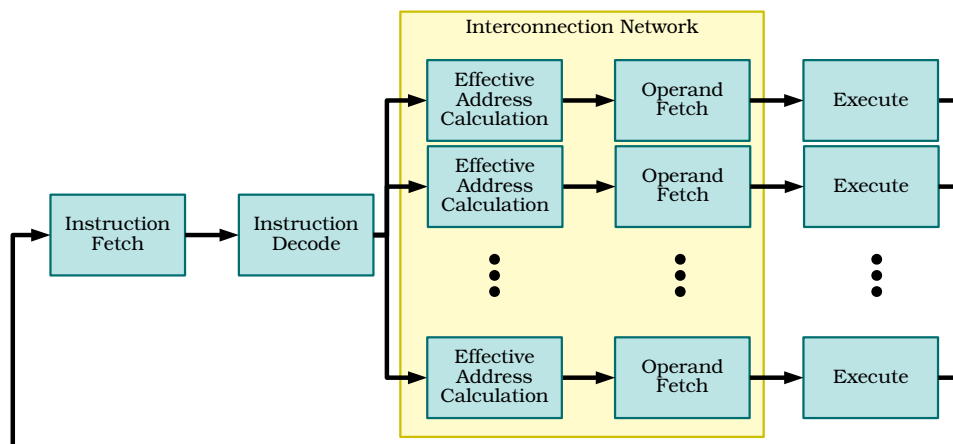 Interconnection Network
Effective
Address
Calculation
Operand
Fetch
Execute
Effective
Address
Calculation
Operand
Fetch
Execute
Instruction
Fetch
Instruction
Decode
Effective
Address
Calculation
Operand
Fetch
Execute